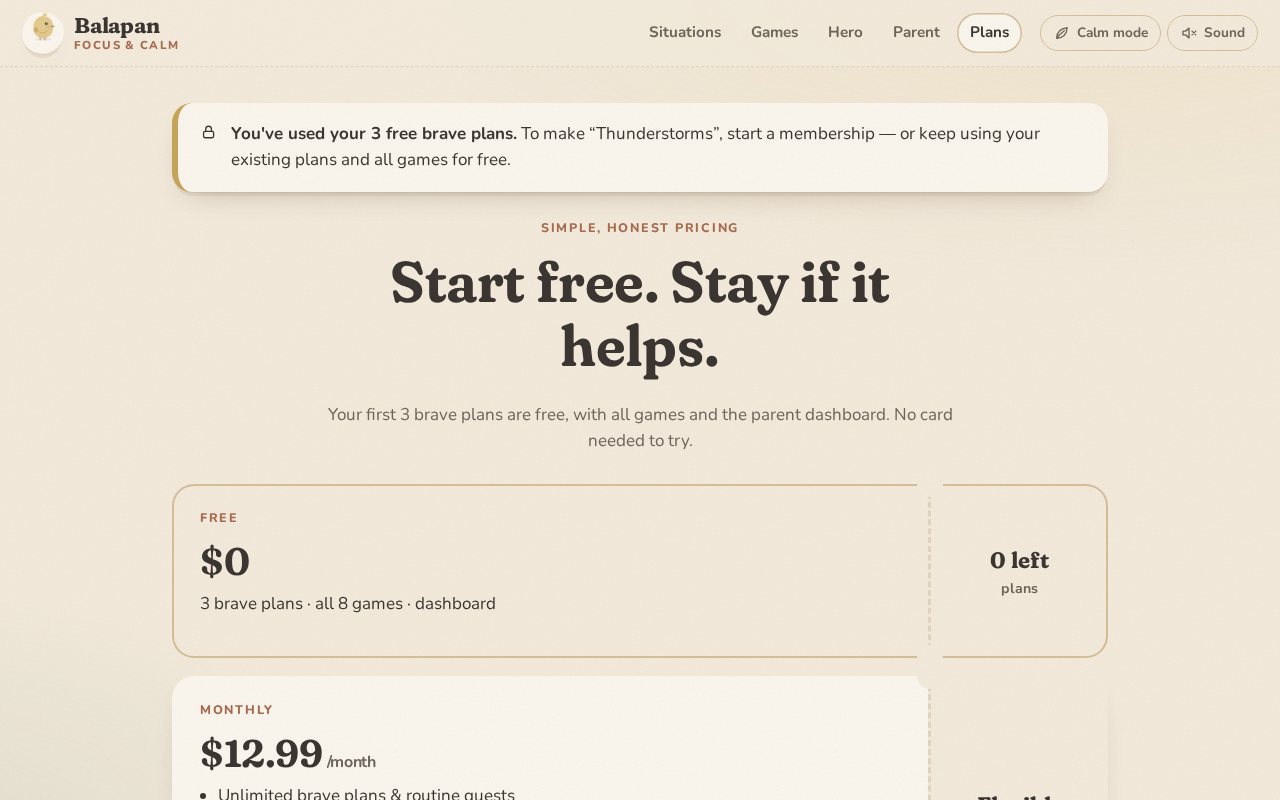 Balapan
FOCUS & CALM
Situations
Games
Hero
Parent
Plans
Calm mode
Sound
You've used your 3 free brave plans. To make “Thunderstorms”, start a membership — or keep using your
existing plans and all games for free.
SIMPLE, HONEST PRICING
Start free. Stay if it
helps.
Your first 3 brave plans are free, with all games and the parent dashboard. No card
needed to try.
FREE
$0
3 brave plans · all 8 games · dashboard
0 left
plans
MONTHLY
$12.99 /month
Unlimited brave plans & routine quests